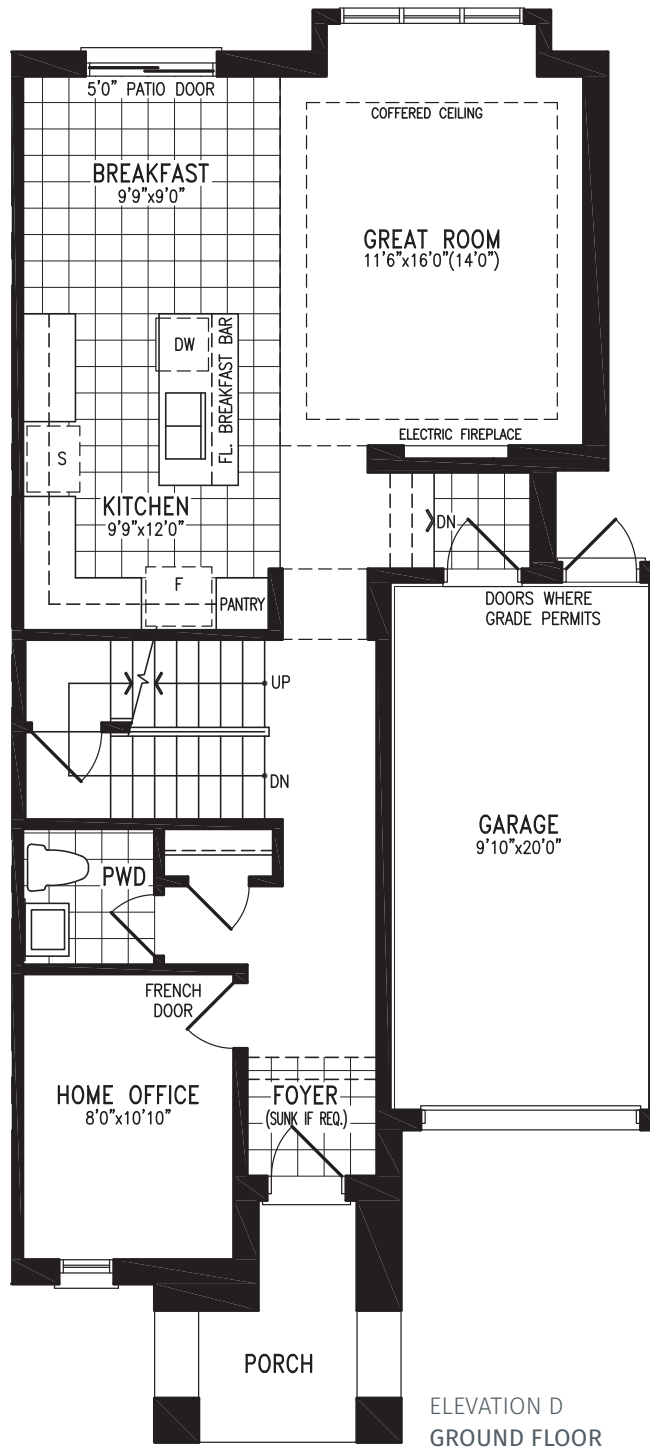 5'0" PATIO DOOR
COFFERED CEILING
BREAKFAST
9'9"x9'0"
GREAT ROOM
11'6"x16'0"(14'0")
DW
FL. BREAKFAST BAR
ELECTRIC FIREPLACE
S
KITCHEN
9'9"x12'0"
DN
F
PANTRY
DOORS WHERE
GRADE PERMITS
UP
DN
GARAGE
9'10"x20'0"
PWD
FRENCH
DOOR
HOME OFFICE
8'0"x10'10"
FOYER
(SUNK IF REQ.)
PORCH
ELEVATION D
GROUND FLOOR